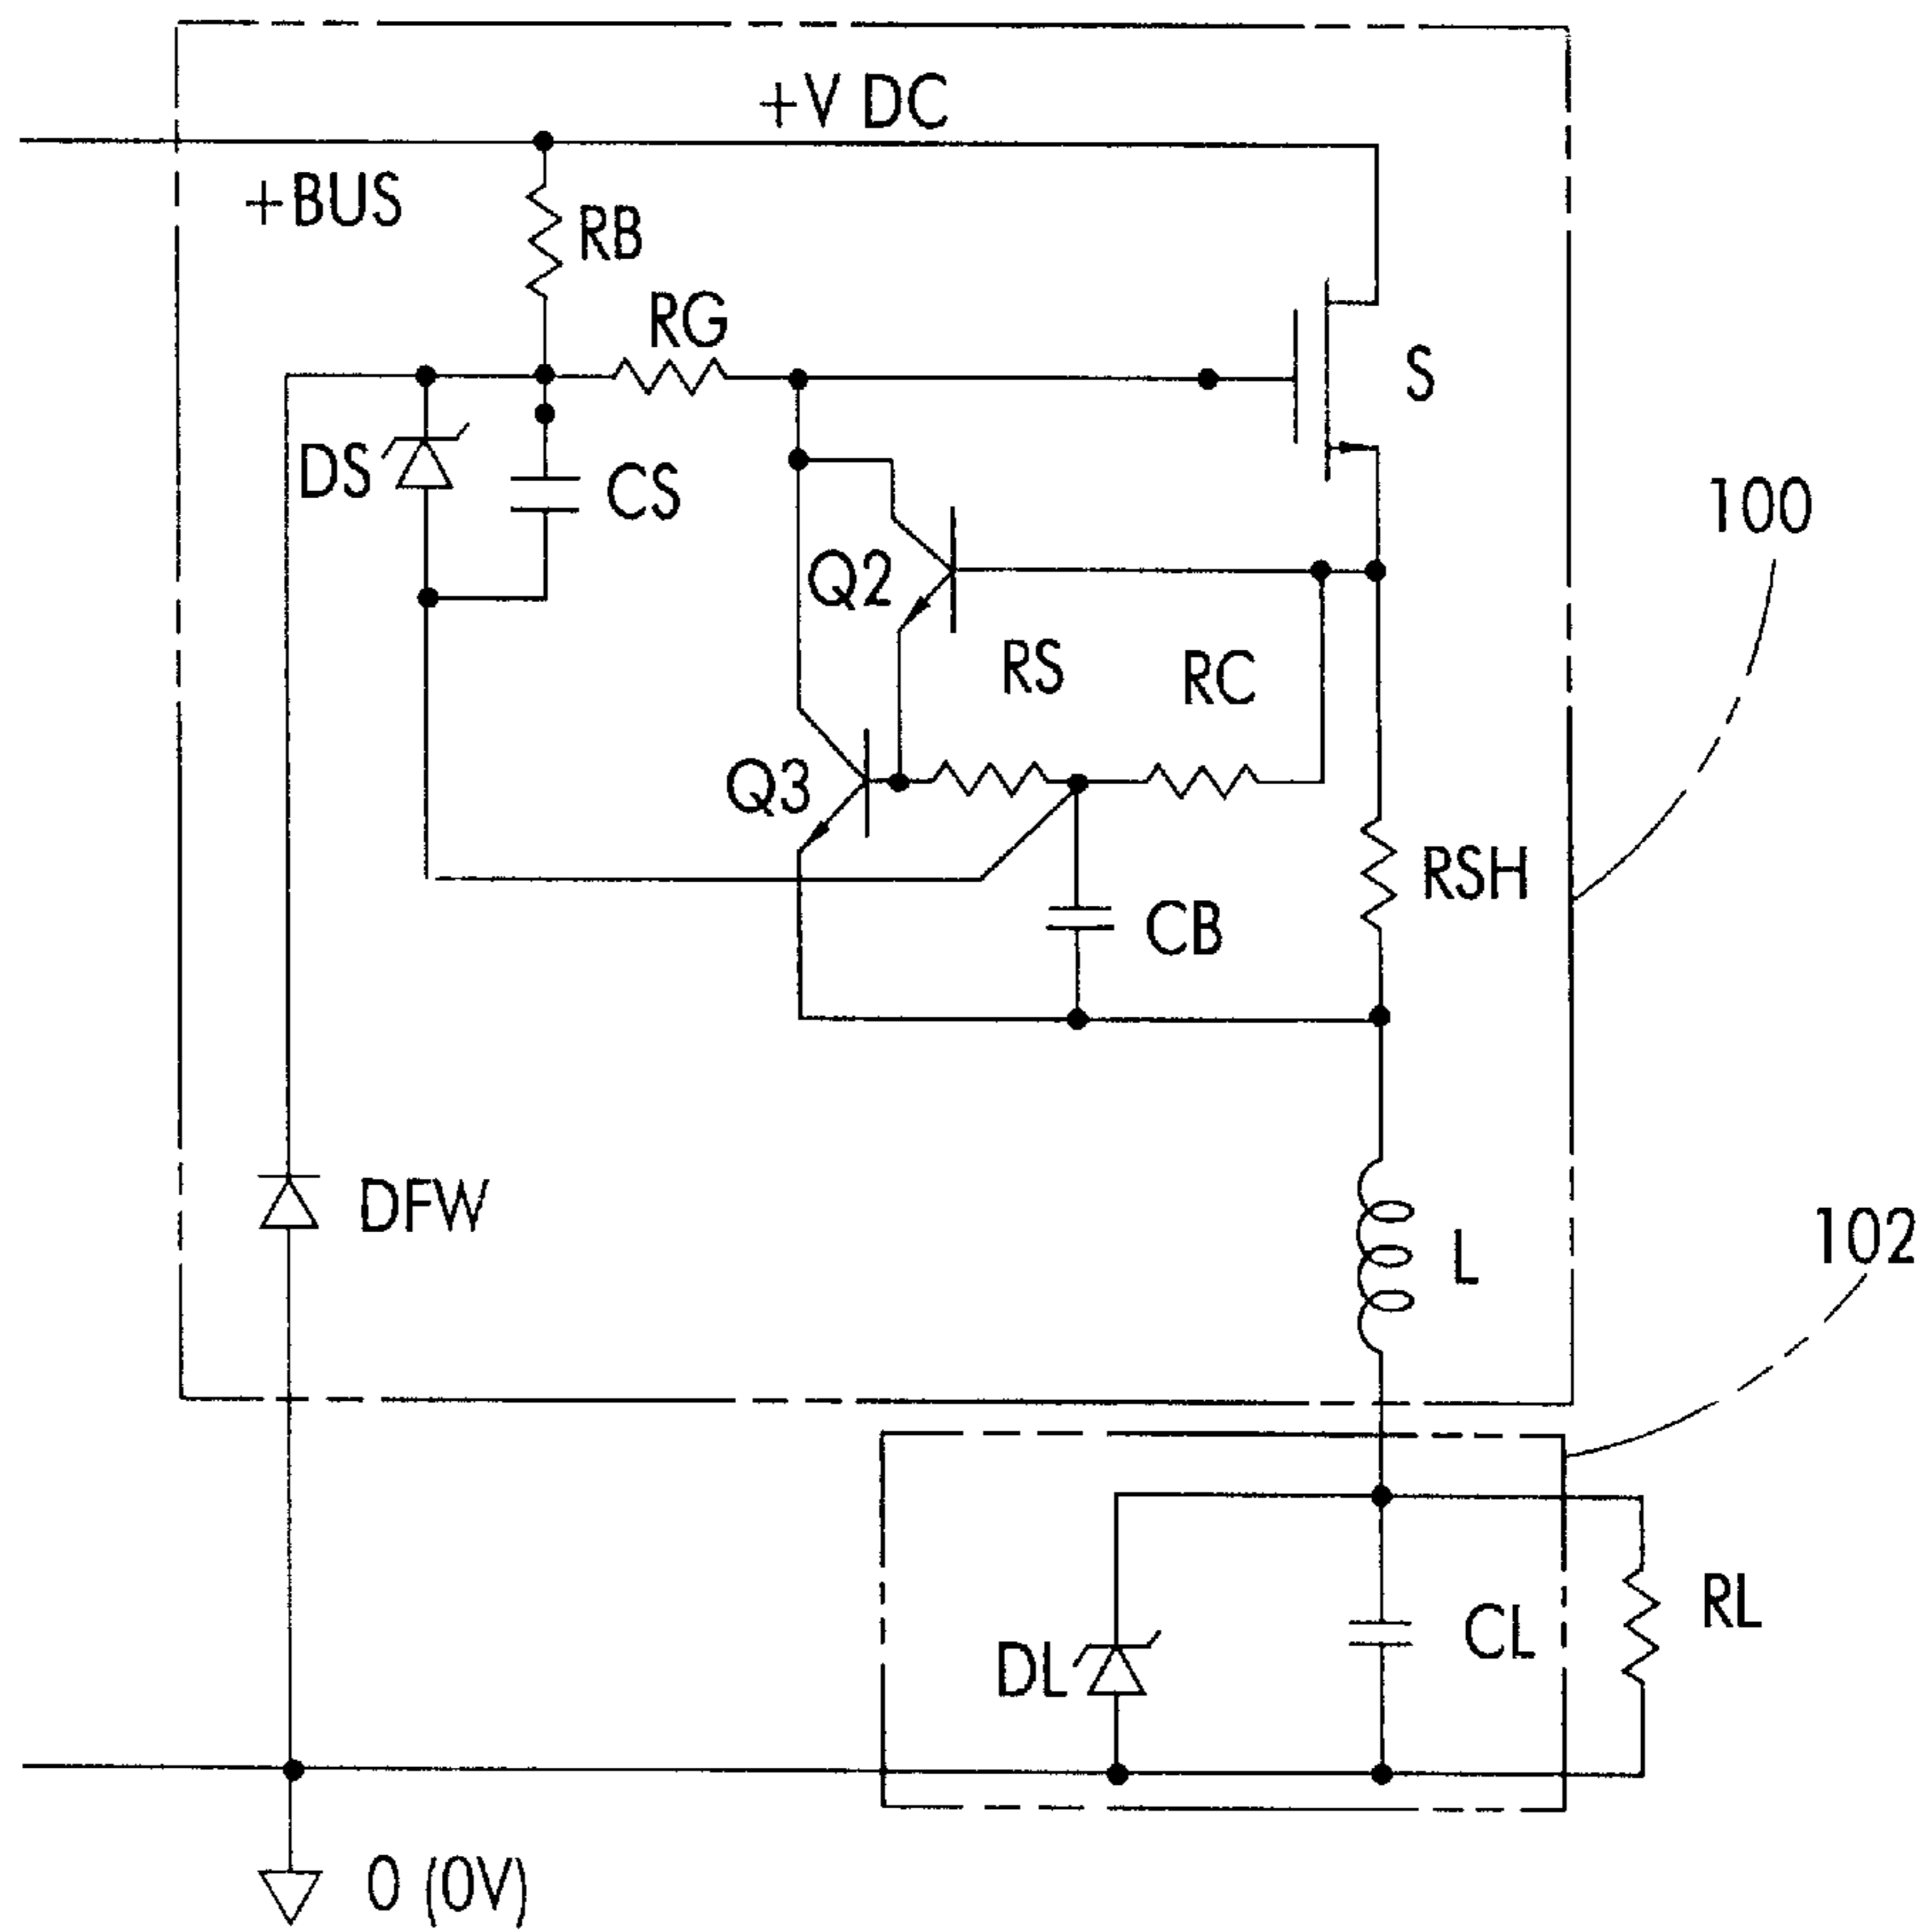 +V DC
+BUS
RB
RG
S
DS
CS
100
Q2
RS
RC
Q3
RSH
CB
DFW
L
102
DL
CL
RL
0 (0V)